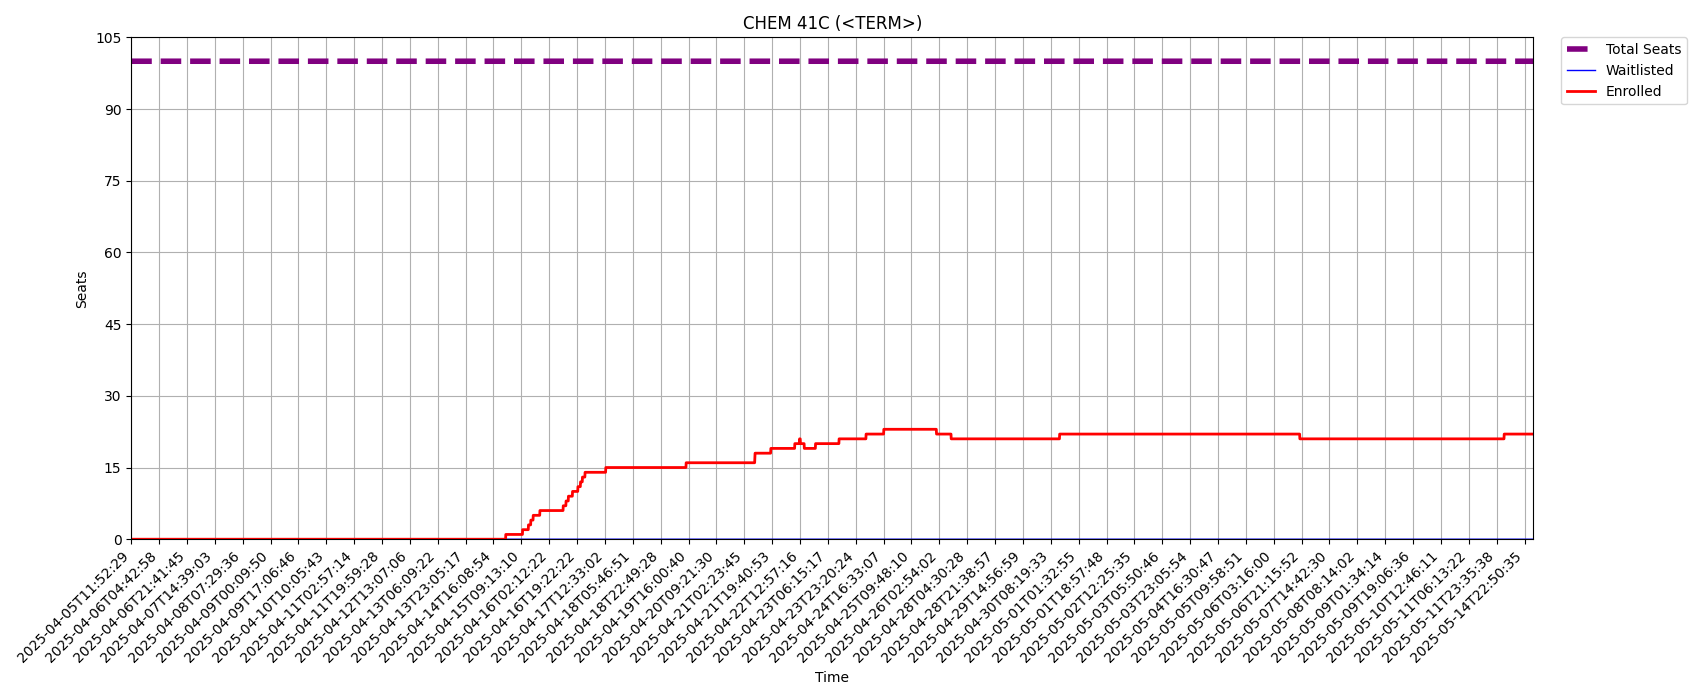 CHEM 41C (<TERM>)
Total Seats
Waitlisted
Enrolled
105
90
75
60
45
30
15
0
Seats
2025-04-05T11:52:29
2025-04-06T04:42:58
2025-04-06T21:41:45
2025-04-07T14:39:03
2025-04-08T07:29:36
2025-04-09T00:09:50
2025-04-09T17:06:46
2025-04-10T10:05:43
2025-04-11T02:57:14
2025-04-11T19:59:28
2025-04-12T13:07:06
2025-04-13T06:09:22
2025-04-13T23:05:17
2025-04-14T16:08:54
2025-04-15T09:13:10
2025-04-16T02:12:22
2025-04-16T19:22:22
2025-04-17T12:33:02
2025-04-18T05:46:51
2025-04-18T22:49:28
2025-04-19T16:00:40
2025-04-20T09:21:30
2025-04-21T02:23:45
2025-04-21T19:40:53
2025-04-22T12:57:16
2025-04-23T06:15:17
2025-04-23T23:20:24
2025-04-24T16:33:07
2025-04-25T09:48:10
2025-04-26T02:54:02
2025-04-28T04:30:28
2025-04-28T21:38:57
2025-04-29T14:56:59
2025-04-30T08:19:33
2025-05-01T01:32:55
2025-05-01T18:57:48
2025-05-02T12:25:35
2025-05-03T05:50:46
2025-05-03T23:05:54
2025-05-04T16:30:47
2025-05-05T09:58:51
2025-05-06T03:16:00
2025-05-06T21:15:52
2025-05-07T14:42:30
2025-05-08T08:14:02
2025-05-09T01:34:14
2025-05-09T19:06:36
2025-05-10T12:46:11
2025-05-11T06:13:22
2025-05-11T23:35:38
2025-05-14T22:50:35
Time